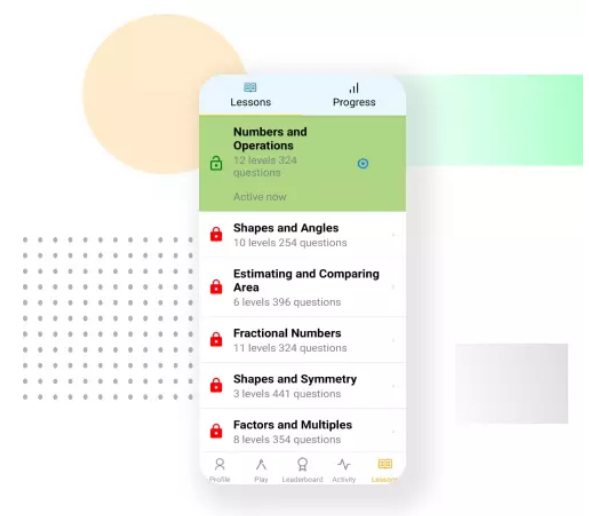 Lessons
Progress
Numbers and
Operations
12 levels 324
questions
Active now
Shapes and Angles
10 levels 254 questions
Estimating and Comparing
Area
6 levels 396 questions
Fractional Numbers
11 levels 324 questions
Shapes and Symmetry
3 levels 441 questions
Factors and Multiples
8 levels 354 questions
Profile
Play
Leaderboard
Activity
Lessons